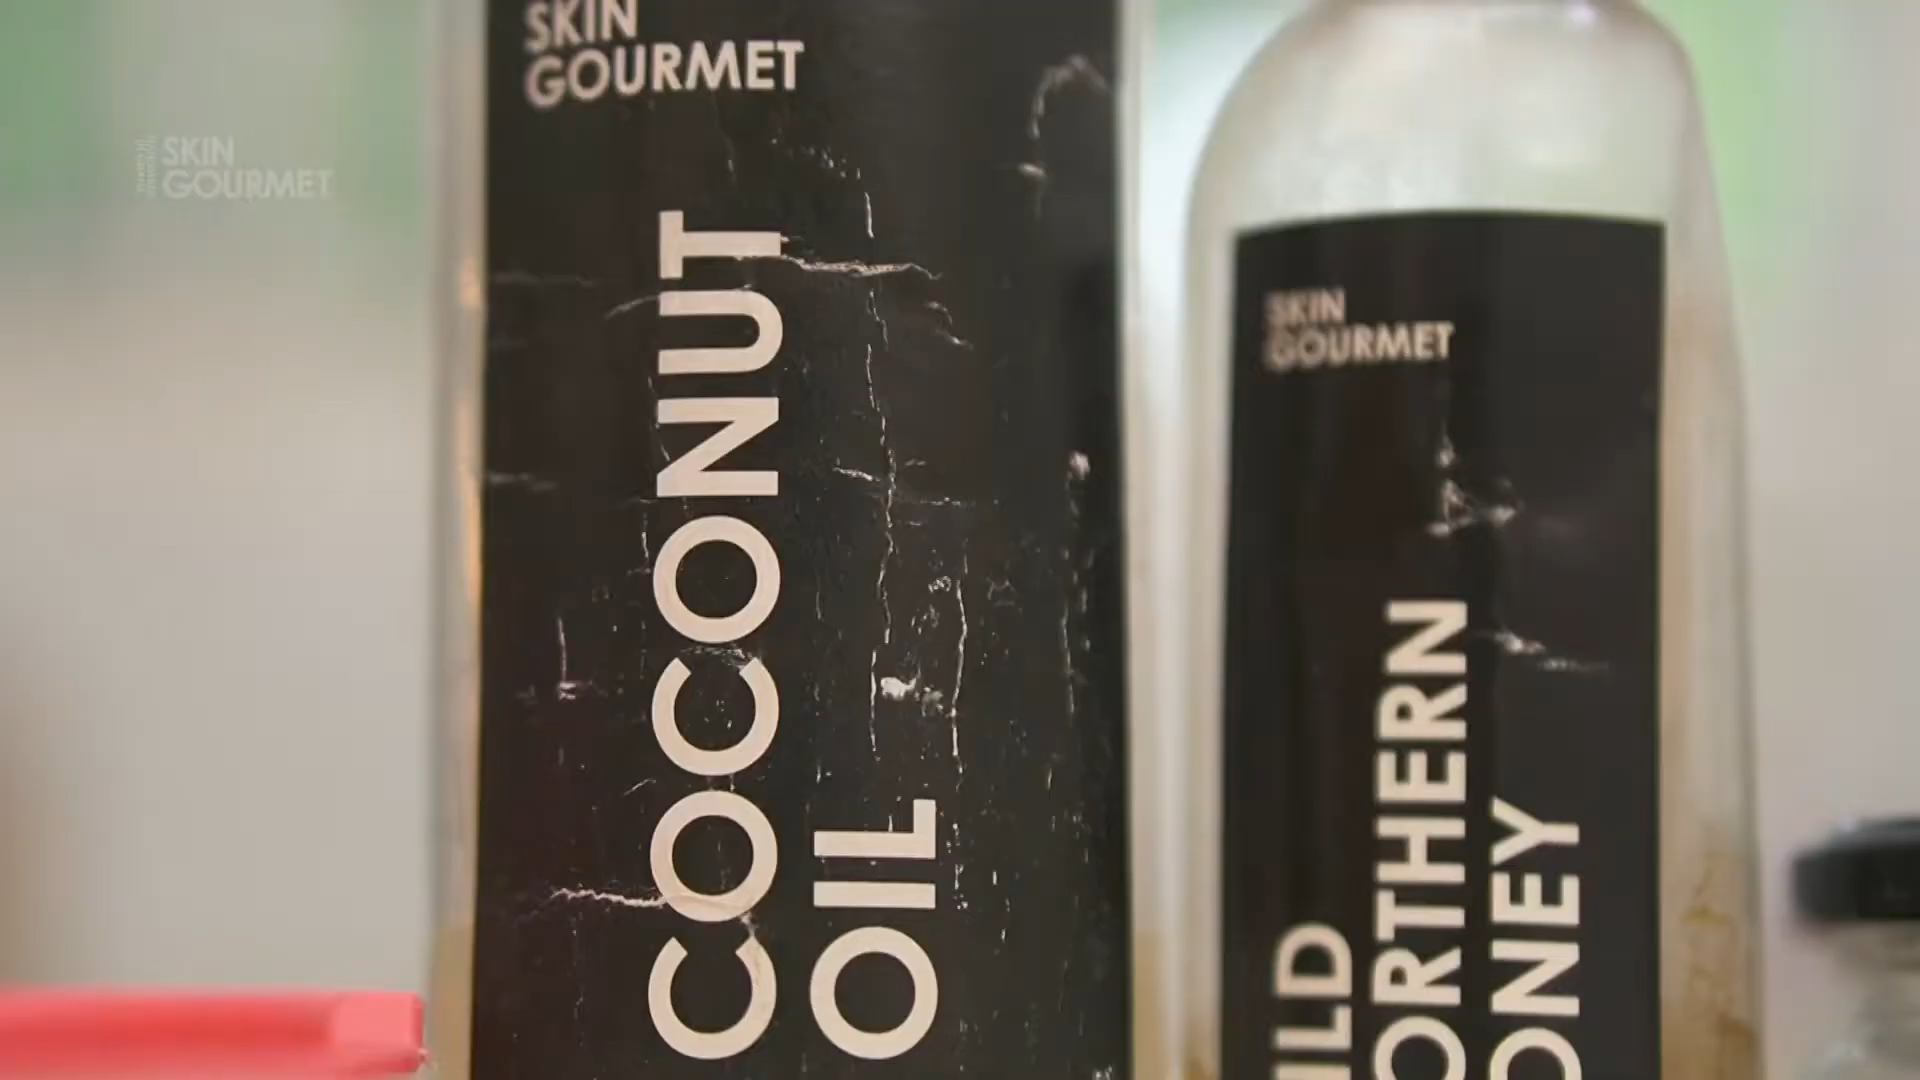 SKIN
GOURMET
SKIN
GOURMET
COCONUT
OIL
SKIN
GOURMET
ILD
ORTHERN
ONEY